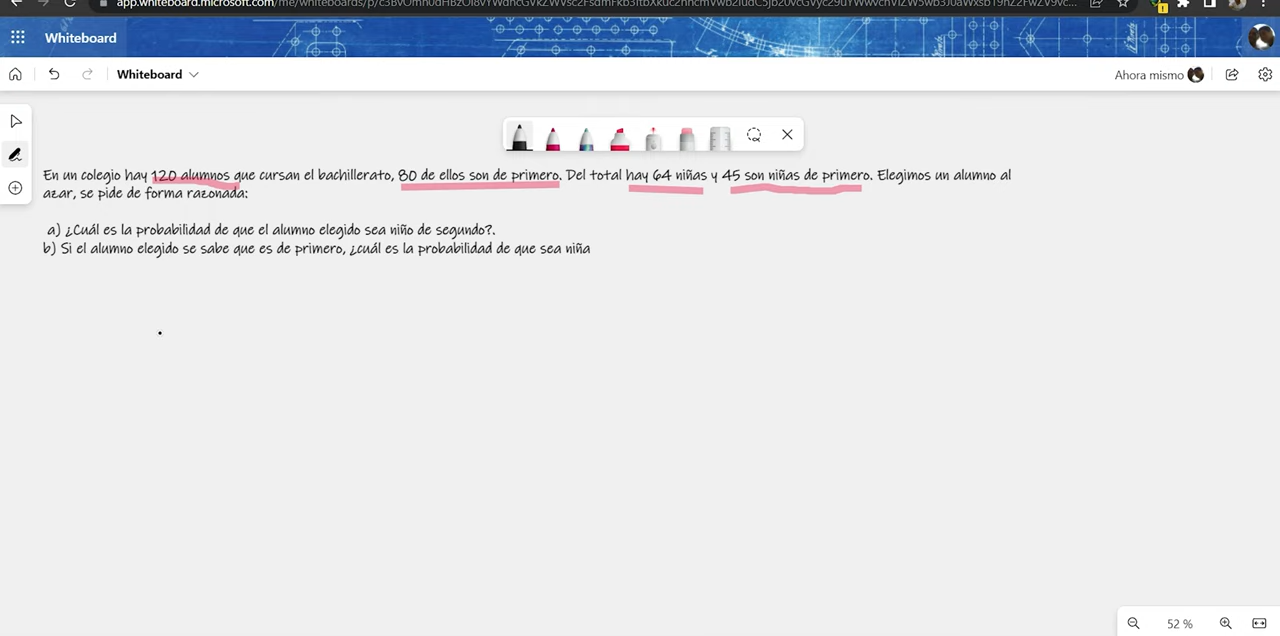 Whiteboard
Whiteboard
Ahora mismo
En un colegio hay 120 alumnos que cursan el bachillerato, 80 de ellos son de primero. Del total hay 64 niñas y 45 son niñas de primero. Elegimos un alumno al
azar, se pide de forma razonada:
a) ¿Cuál es la probabilidad de que el alumno elegido sea niño de segundo?.
b) Si el alumno elegido se sabe que es de primero, ¿cuál es la probabilidad de que sea niña
52 %